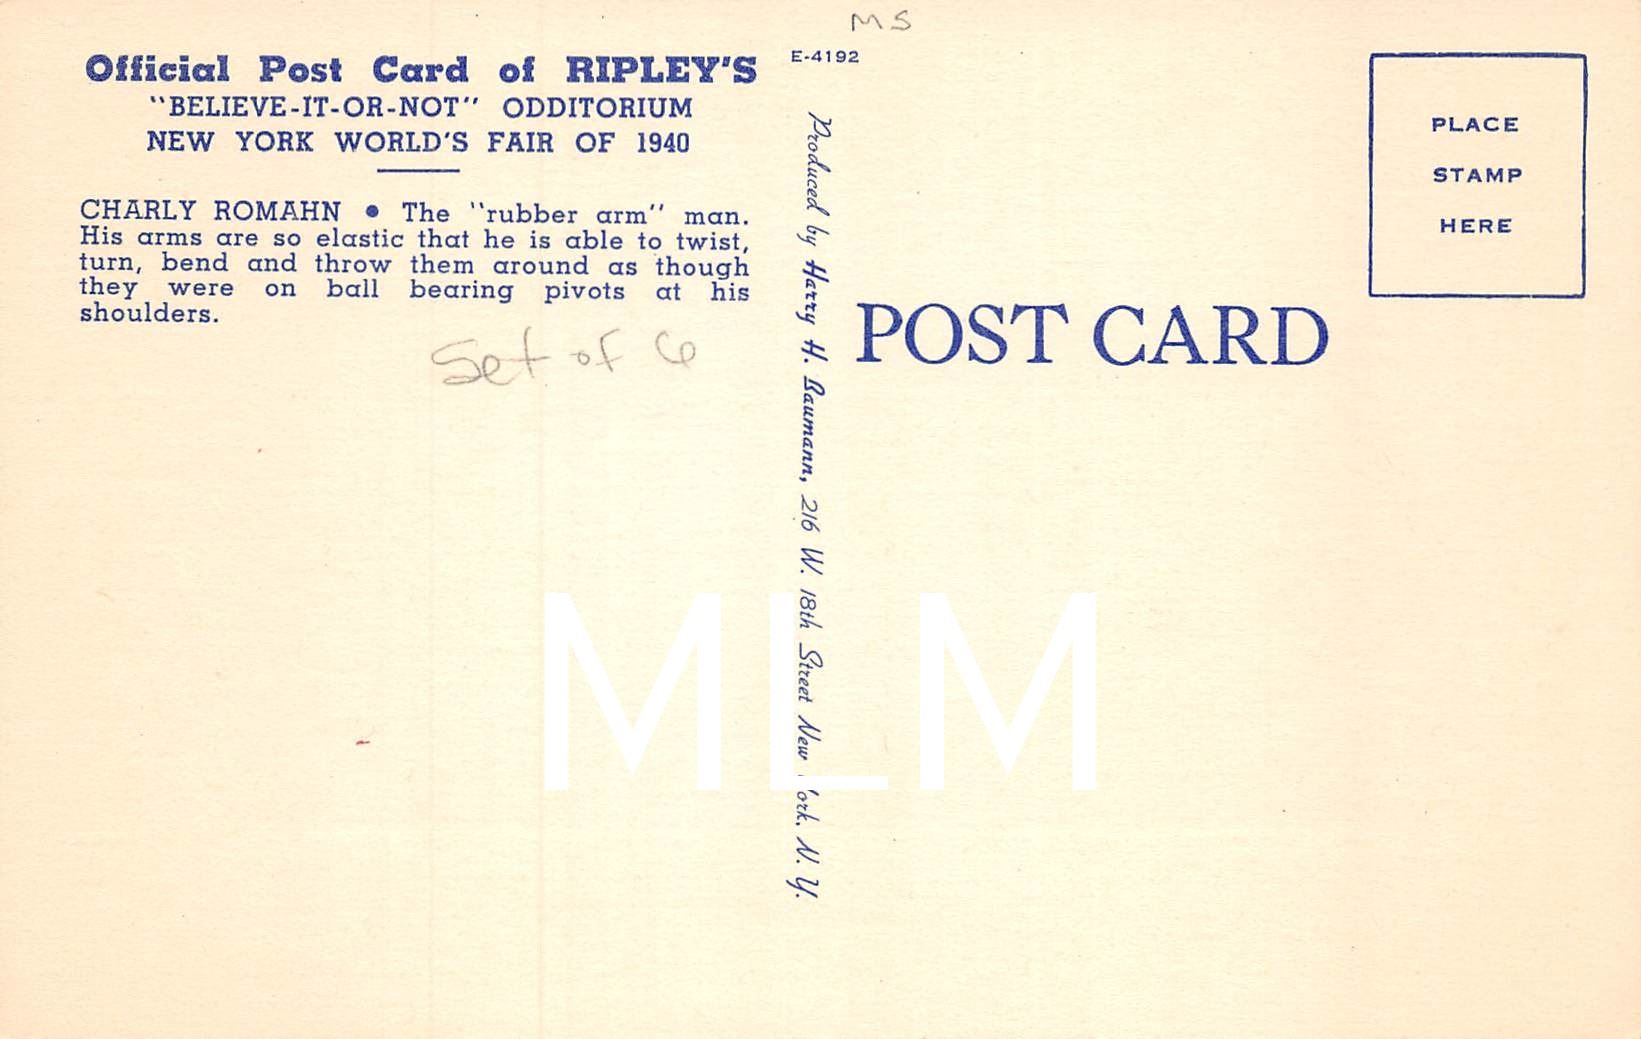 MS
Official Post Card of RIPLEY'S
"BELIEVE-IT-OR-NOT" ODDITORIUM
NEW YORK WORLD'S FAIR OF 1940
CHARLY ROMAHN • The "rubber arm" man.
His arms are so elastic that he is able to twist,
turn, bend and throw them around as though
they were on ball bearing pivots at his
shoulders.
Set of 6
E-4192
Produced by Harry H. Baumann, 216 W. 18th Street New York, N. Y.
POST CARD
PLACE
STAMP
HERE
MLM